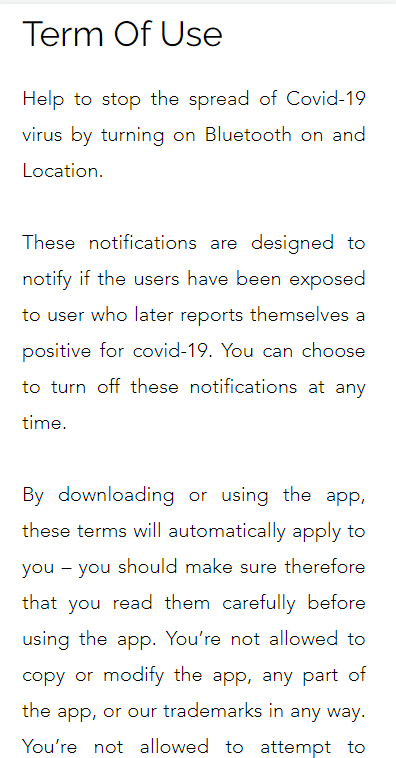 Term Of Use
Help to stop the spread of Covid-19
virus by turning on Bluetooth on and
Location.
These notifications are designed to
notify if the users have been exposed
to user who later reports themselves a
positive for covid-19. You can choose
to turn off these notifications at any
time.
By downloading or using the app,
these terms will automatically apply to
you – you should make sure therefore
that you read them carefully before
using the app. You’re not allowed to
copy or modify the app, any part of
the app, or our trademarks in any way.
You’re not allowed to attempt to